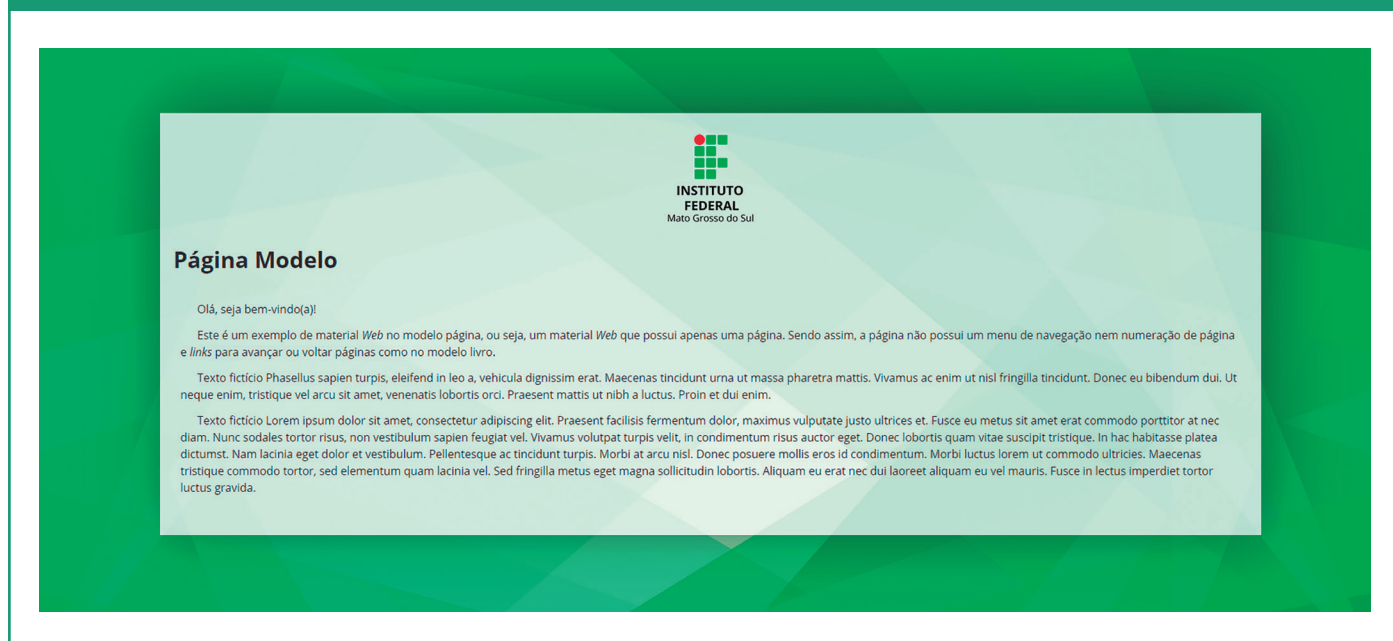 INSTITUTO
FEDERAL
Mato Grosso do Sul
Página Modelo
Olá, seja bem-vindo(a)!
Este é um exemplo de material Web no modelo página, ou seja, um material Web que possui apenas uma página. Sendo assim, a página não possui um menu de navegação nem numeração de página
e links para avançar ou voltar páginas como no modelo livro.
Texto fictício Phasellus sapien turpis, eleifend in leo a, vehicula dignissim erat. Maecenas tincidunt urna ut massa pharetra mattis. Vivamus ac enim ut nisl fringilla tincidunt. Donec eu bibendum dui. Ut
neque enim, tristique vel arcu sit amet, venenatis lobortis orci. Praesent mattis ut nibh a luctus. Proin et dui enim.
Texto fictício Lorem ipsum dolor sit amet, consectetur adipiscing elit. Praesent facilisis fermentum dolor, maximus vulputate justo ultrices et. Fusce eu metus sit amet erat commodo porttitor at nec
diam. Nunc sodales tortor risus, non vestibulum sapien feugiat vel. Vivamus volutpat turpis velit, in condimentum risus auctor eget. Donec lobortis quam vitae suscipit tristique. In hac habitasse platea
dictumst. Nam lacinia eget dolor et vestibulum. Pellentesque ac tincidunt turpis. Morbi at arcu nisl. Donec posuere mollis eros id condimentum. Morbi luctus lorem ut commodo ultricies. Maecenas
tristique commodo tortor, sed elementum quam lacinia vel. Sed fringilla metus eget magna sollicitudin lobortis. Aliquam eu erat nec dui laoreet aliquam eu vel mauris. Fusce in lectus imperdiet tortor
luctus gravida.